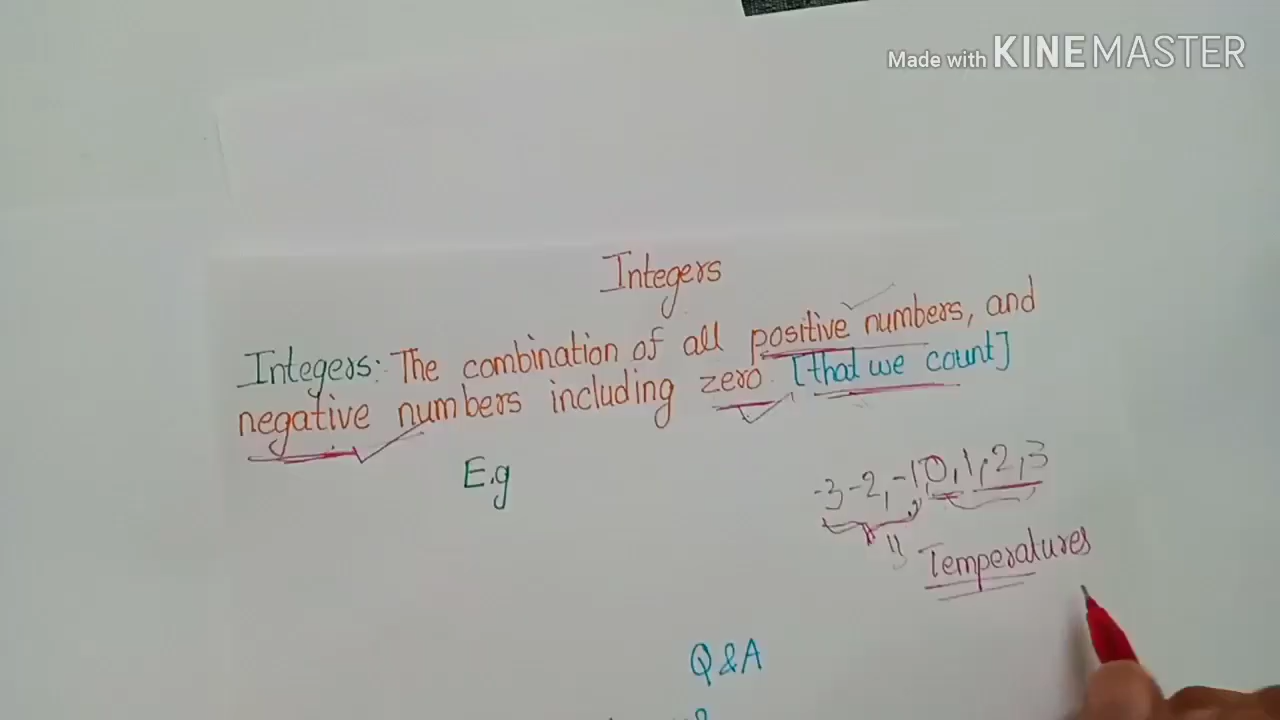 Made with KINEMASTER
Integers
Integers: The combination of all positive numbers, and
negative numbers including zero. [that we count]
E.g
-3 -2, -1, 0, 1, 2, 3
Temperatures
Q&A